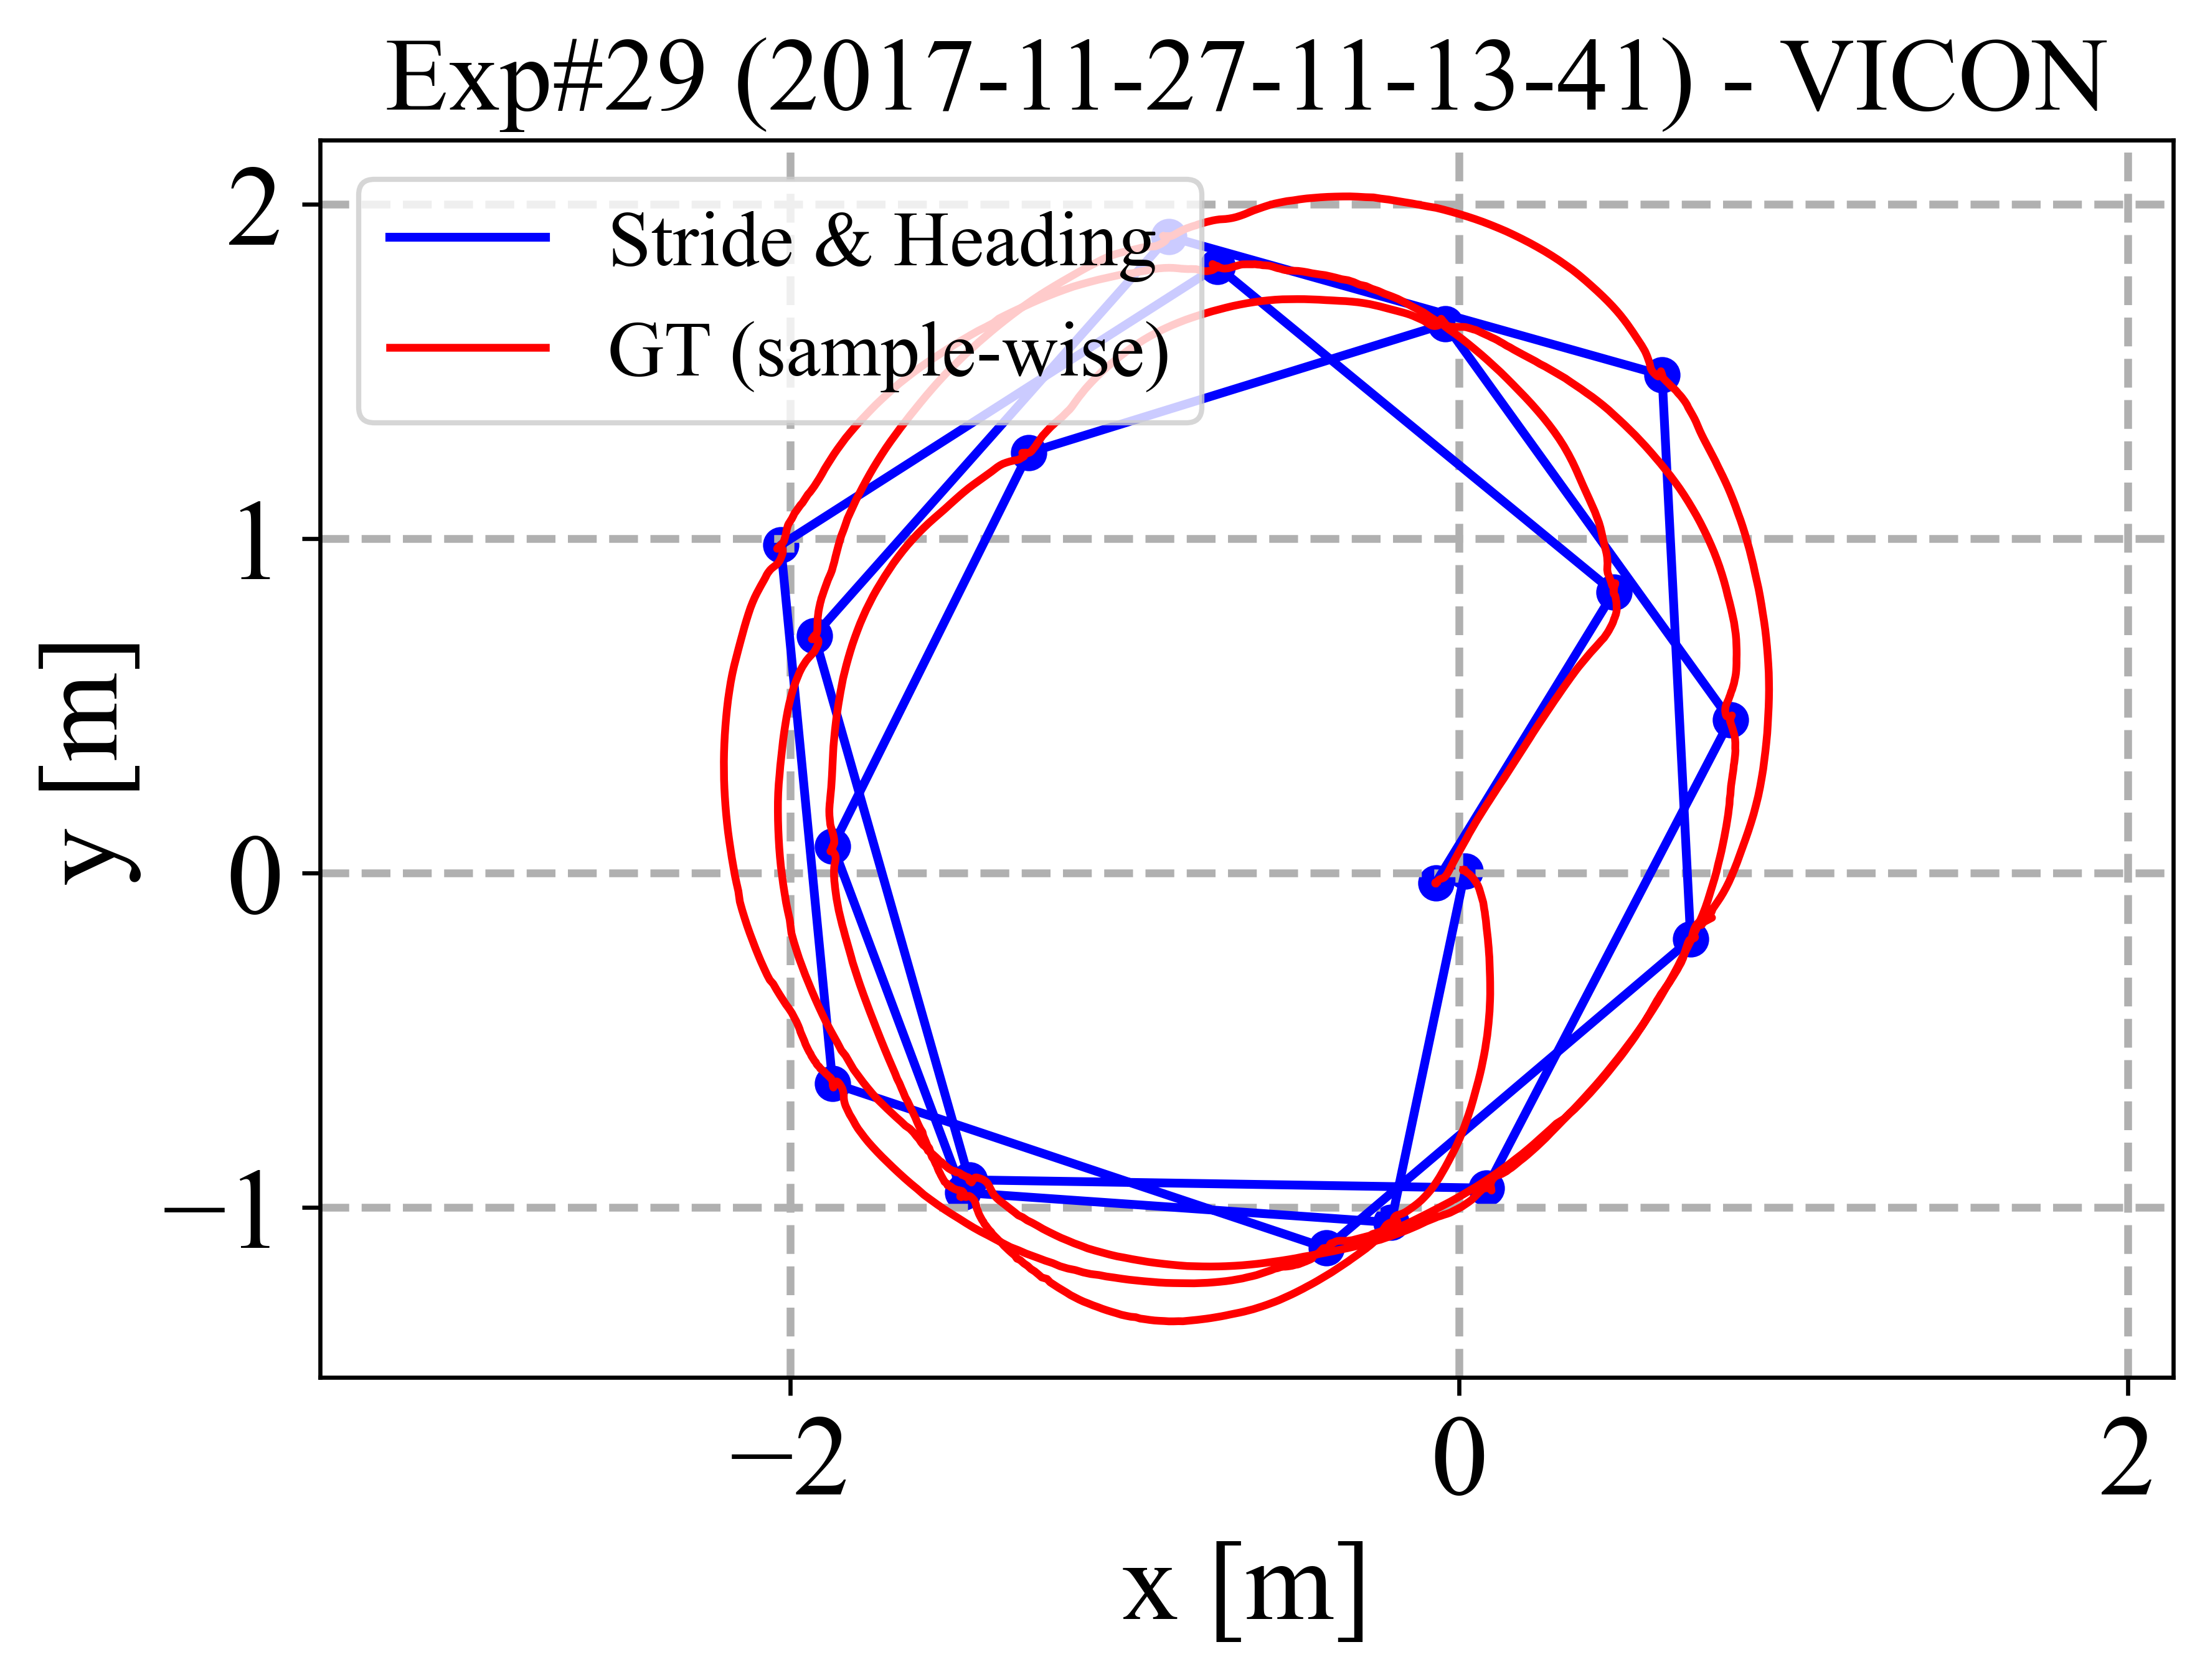 Exp#29 (2017-11-27-11-13-41) - VICON
Stride & Heading
GT (sample-wise)
2
1
0
−1
y [m]
−2
0
2
x [m]